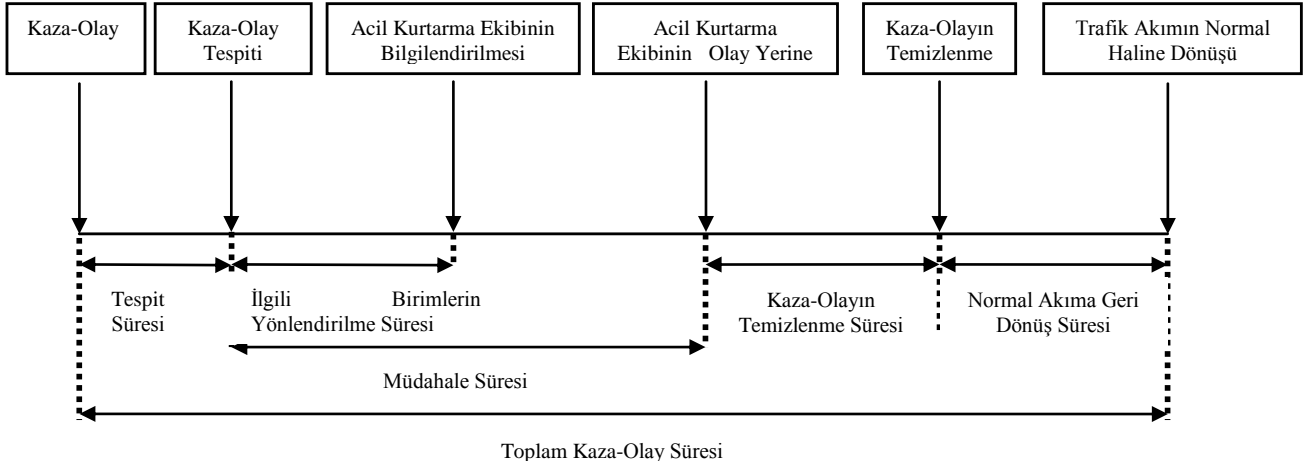 Kaza-Olay
Kaza-Olay
Tespiti
Acil Kurtarma Ekibinin
Bilgilendirilmesi
Acil Kurtarma
Ekibinin Olay Yerine
Kaza-Olayın
Temizlenme
Trafik Akımın Normal
Haline Dönüşü
Tespit
Süresi
İlgili Birimlerin
Yönlendirilme Süresi
Kaza-Olayın
Temizlenme Süresi
Normal Akıma Geri
Dönüş Süresi
Müdahale Süresi
Toplam Kaza-Olay Süresi